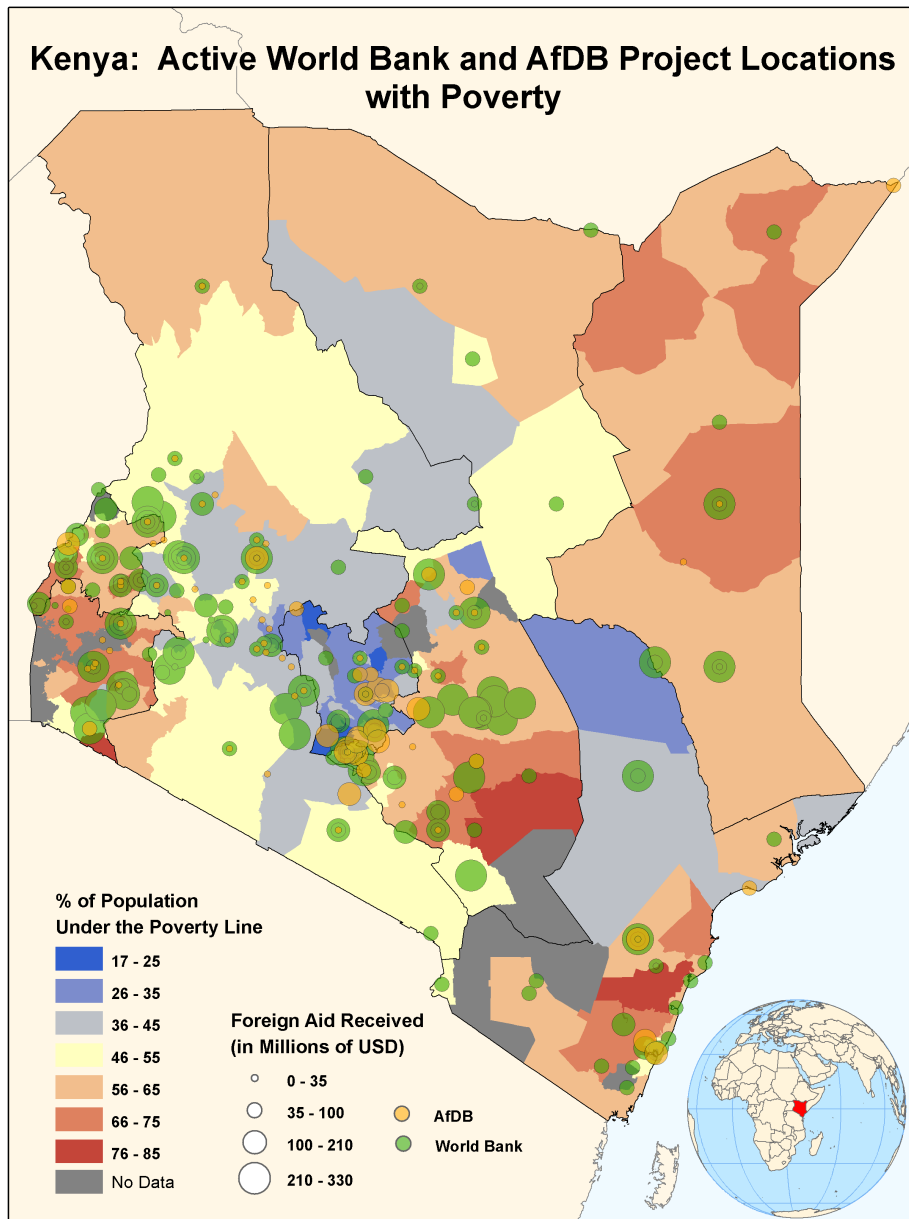 Kenya:  Active World Bank and AfDB Project Locations
with Poverty
% of Population
Under the Poverty Line
17 - 25
26 - 35
36 - 45
46 - 55
56 - 65
66 - 75
76 - 85
No Data
Foreign Aid Received
(in Millions of USD)
0 - 35
35 - 100
100 - 210
210 - 330
AfDB
World Bank